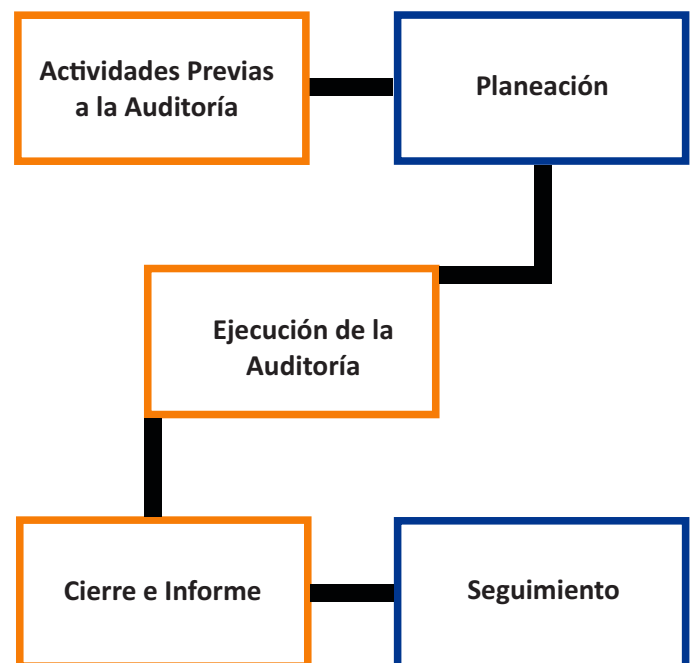 Actividades Previas
a la Auditoría
Planeación
Ejecución de la
Auditoría
Cierre e Informe
Seguimiento